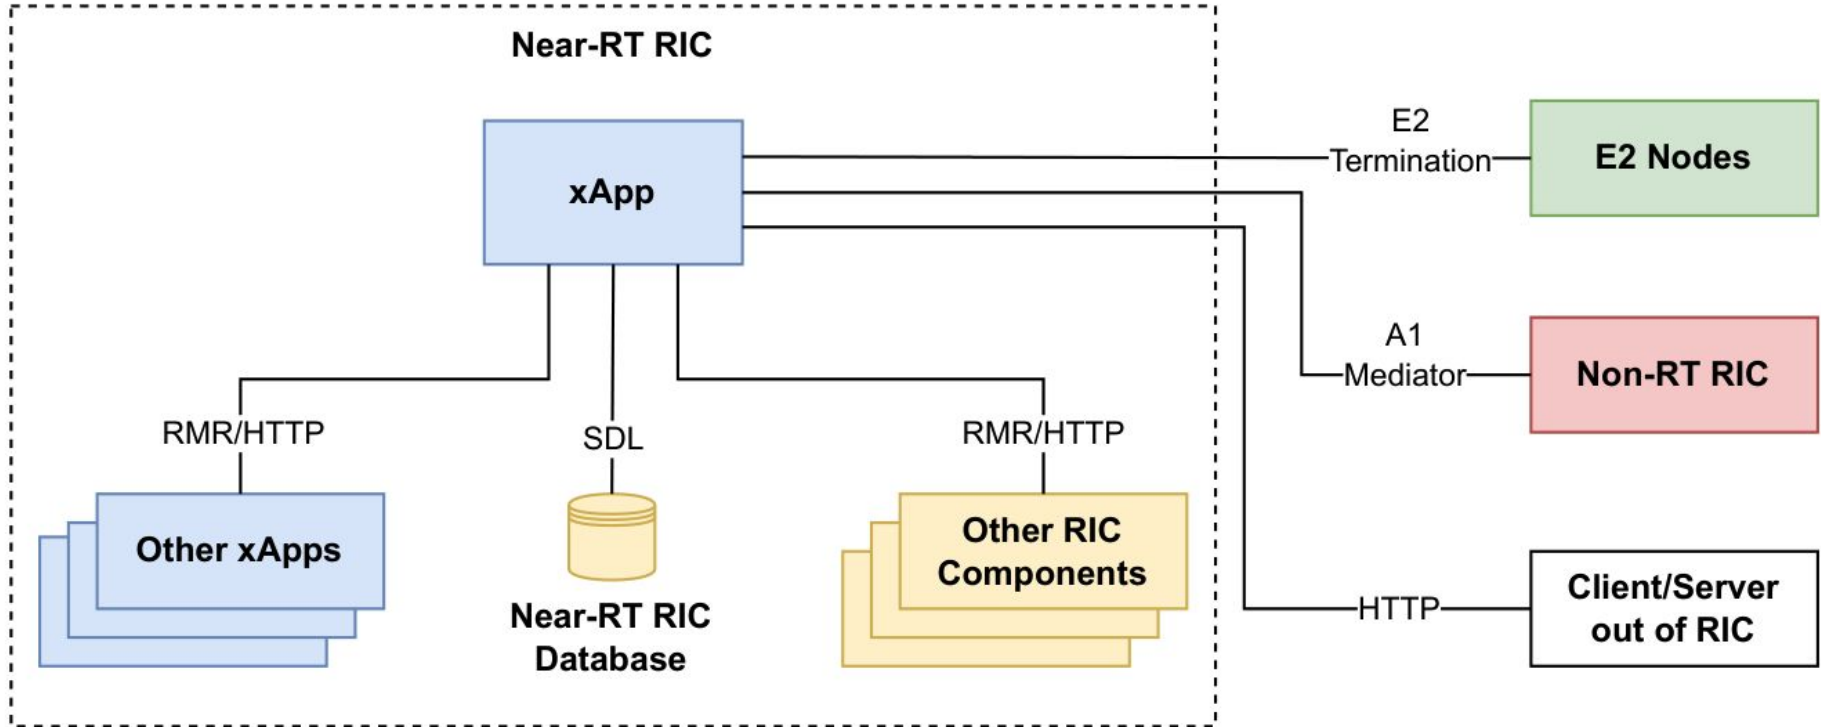 Near-RT RIC
xApp
E2
Termination
E2 Nodes
A1
Mediator
Non-RT RIC
RMR/HTTP
SDL
RMR/HTTP
Other xApps
Near-RT RIC
Database
Other RIC
Components
HTTP
Client/Server
out of RIC